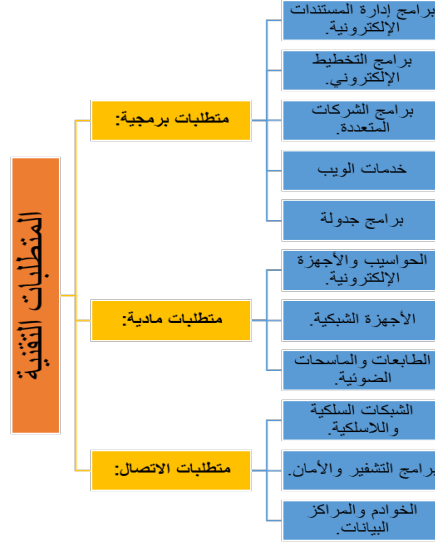 المتطلبات التقنية
متطلبات برمجية:
برامج إدارة المستندات
الإلكترونية.
برامج التخطيط
الإلكتروني.
برامج الشركات
المتعددة.
خدمات الويب
برامج جدولة
متطلبات مادية:
الحواسيب والأجهزة
الإلكترونية.
الأجهزة الشبكية.
الطابعات والماسحات
الضوئية.
متطلبات الاتصال:
الشبكات السلكية
واللاسلكية.
برامج التشفير والأمان.
الخوادم والمراكز
البيانات.